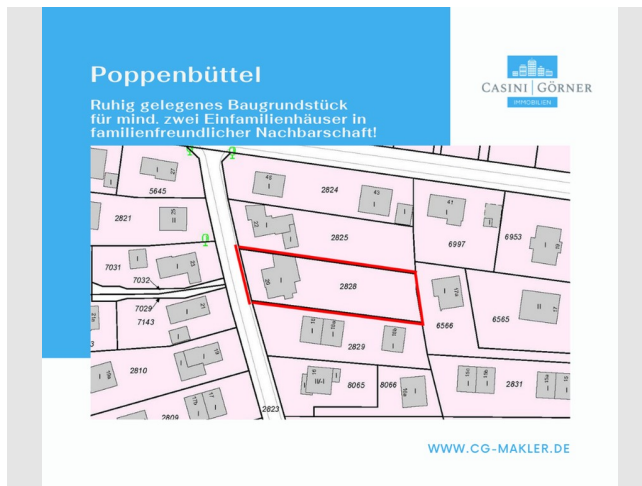 Poppenbüttel
Ruhig gelegenes Baugrundstück
für mind. zwei Einfamilienhäuser in
familienfreundlicher Nachbarschaft!
CASINI | GÖRNER
IMMOBILIEN
5645
2824
2821
2825
6997
6953
7031
7032
2828
7029
7143
6566
6565
2829
2810
8065
8066
2831
2823
2809
WWW.CG-MAKLER.DE